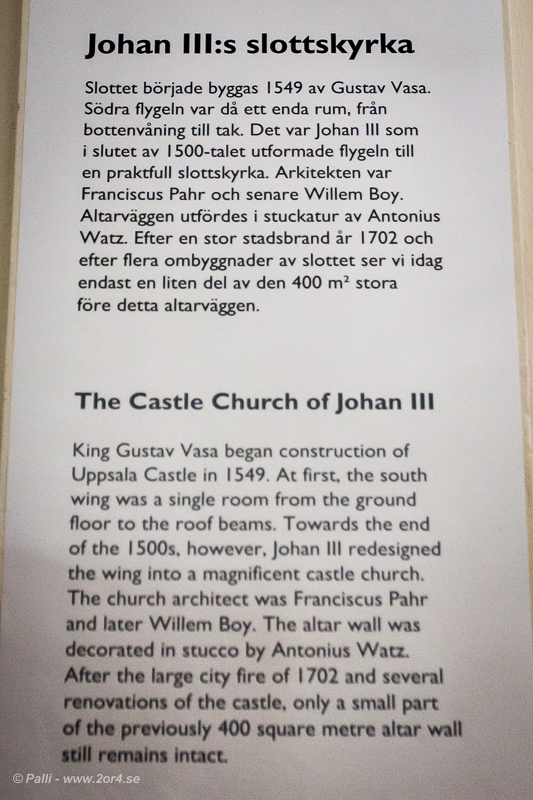 Johan III:s slottskyrka
Slottet började byggas 1549 av Gustav Vasa.
Södra flygeln var då ett enda rum, från
bottenvåning till tak. Det var Johan III som
i slutet av 1500-talet utformade flygeln till
en praktfull slottskyrka. Arkitekten var
Franciscus Pahr och senare Willem Boy.
Altarväggen utfördes i stuckatur av Antonius
Watz. Efter en stor stadsbrand år 1702 och
efter flera ombyggnader av slottet ser vi idag
endast en liten del av den 400 m² stora
före detta altarväggen.
The Castle Church of Johan III
King Gustav Vasa began construction of
Uppsala Castle in 1549. At first, the south
wing was a single room from the ground
floor to the roof beams. Towards the end
of the 1500s, however, Johan III redesigned
the wing into a magnificent castle church.
The church architect was Franciscus Pahr
and later Willem Boy. The altar wall was
decorated in stucco by Antonius Watz.
After the large city fire of 1702 and several
renovations of the castle, only a small part
of the previously 400 square metre altar wall
still remains intact.
© Palli - www.2or4.se